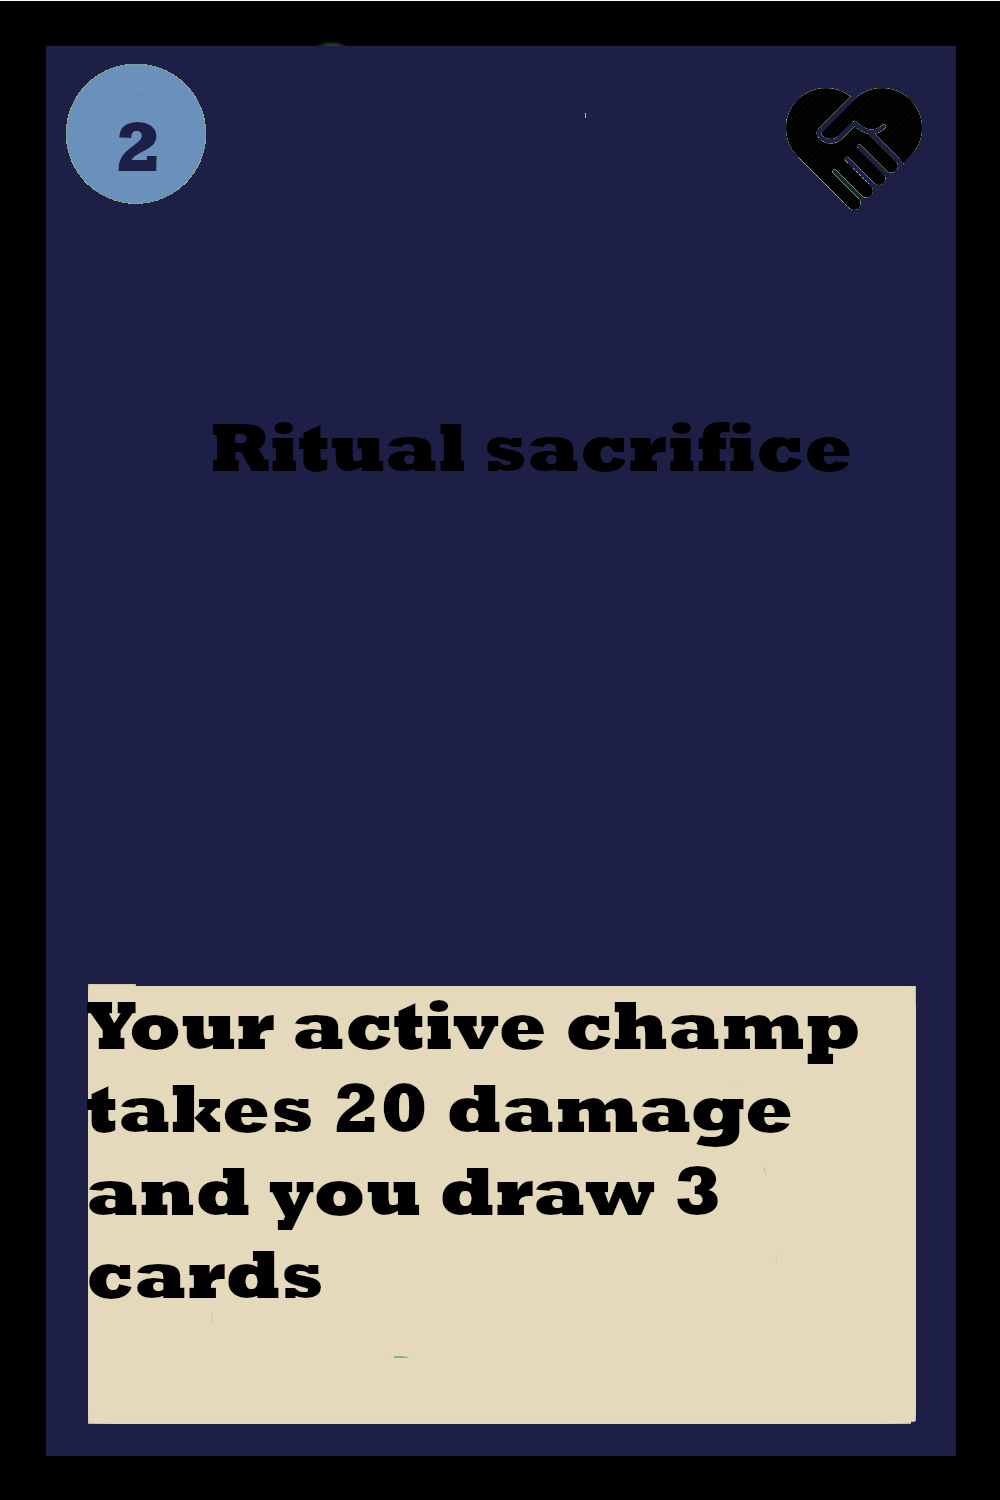 2
Ritual sacrifice
Your active champ
takes 20 damage
and you draw 3
cards